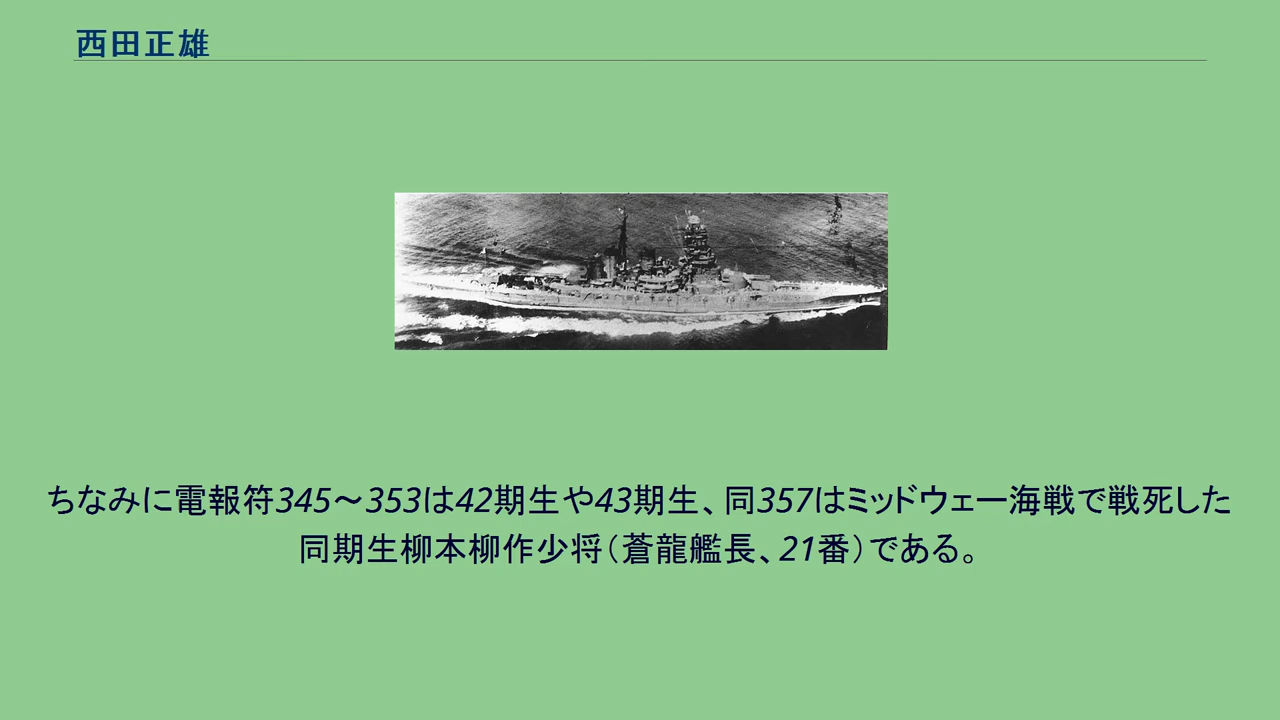 西田正雄
ちなみに電報符345～353は42期生や43期生、同357はミッドウェー海戦で戦死した
同期生柳本柳作少将（蒼龍艦長、21番）である。